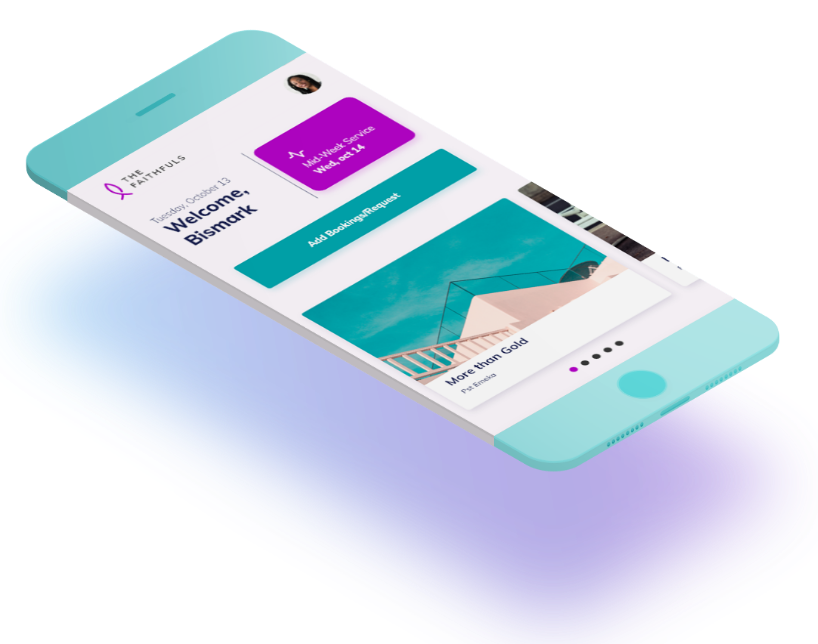 THE
FAITHFULS
Tuesday, October 13
Welcome,
Bismark
Mid-Week Service
Wed, oct 14
Add Bookings/Request
More than Gold
Pst Emeka